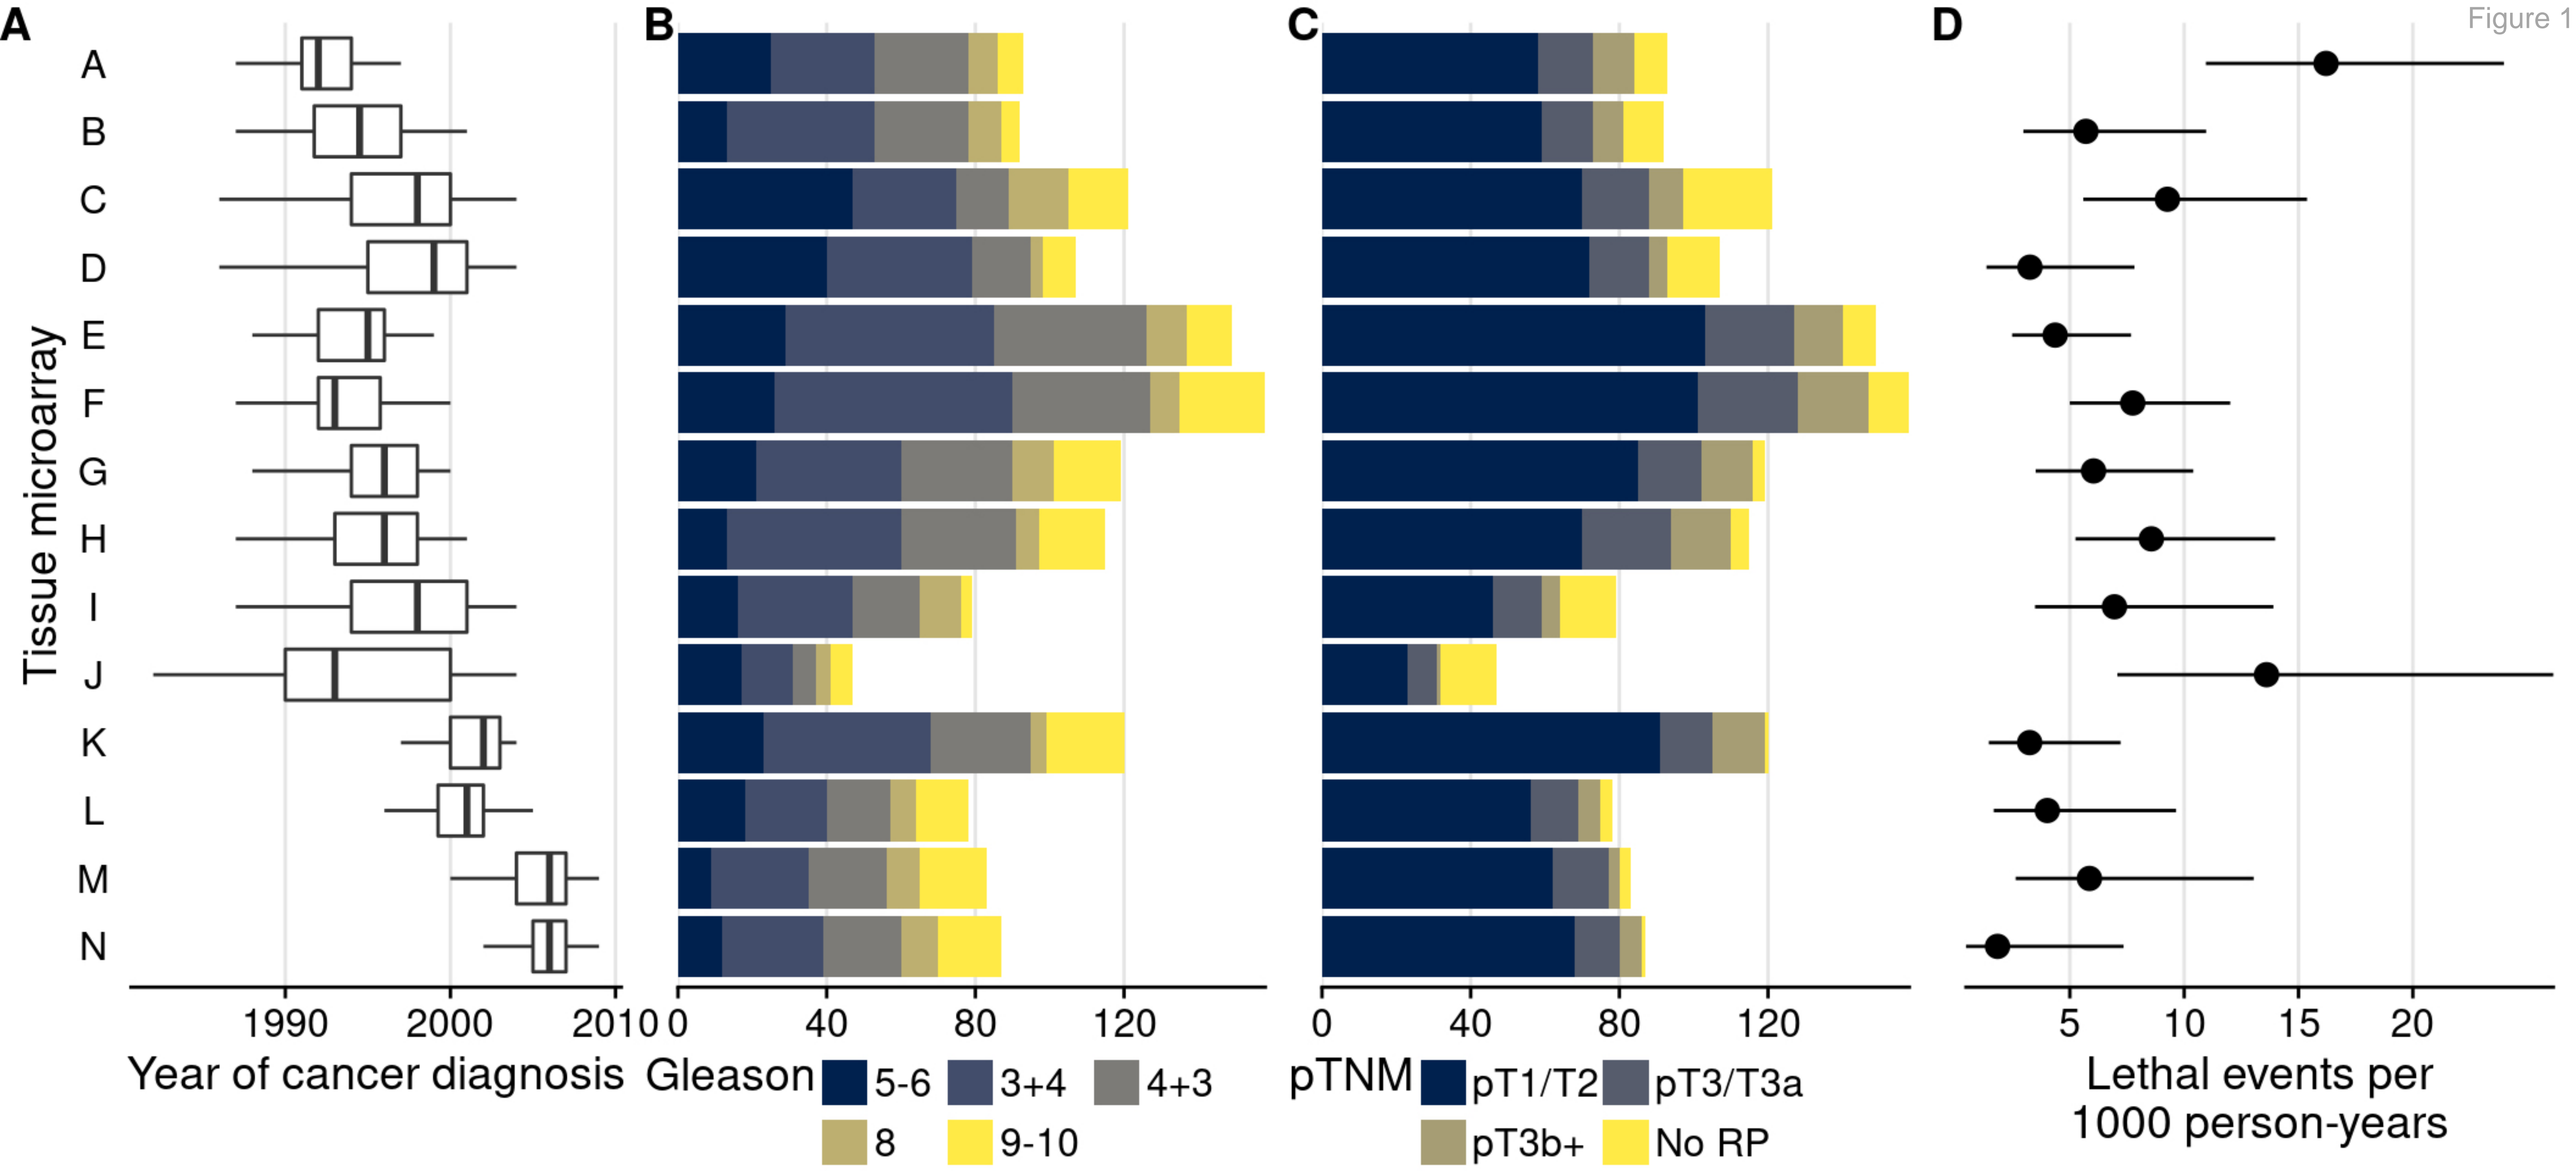 Figure 1
A
B
C
D
Tissue microarray
A
B
C
D
E
F
G
H
I
J
K
L
M
N
1990 2000 2010
Year of cancer diagnosis
0 40 80 120
Gleason 5-6 3+4 4+3
8 9-10
0 40 80 120
pTNM pT1/T2 pT3/T3a
pT3b+ No RP
5 10 15 20
Lethal events per
1000 person-years